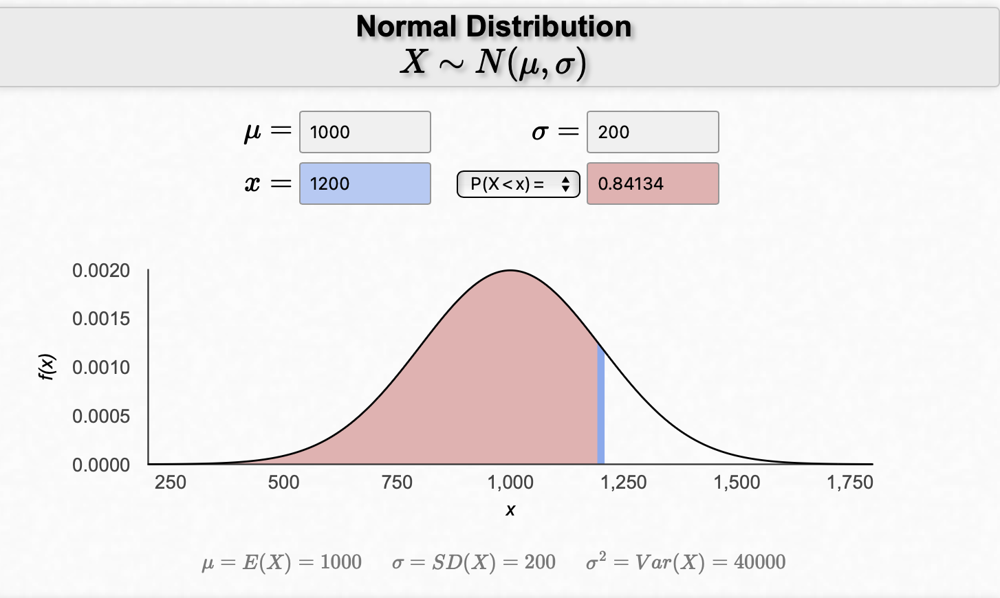 Normal Distribution
X ∼ N(μ, σ)
μ = 1000 σ = 200
x = 1200 P(X<x) = 0.84134
0.0020
0.0015
0.0010
0.0005
0.0000
f(x)
250 500 750 1,000 1,250 1,500 1,750
x
μ = E(X) = 1000 σ = SD(X) = 200 σ² = Var(X) = 40000